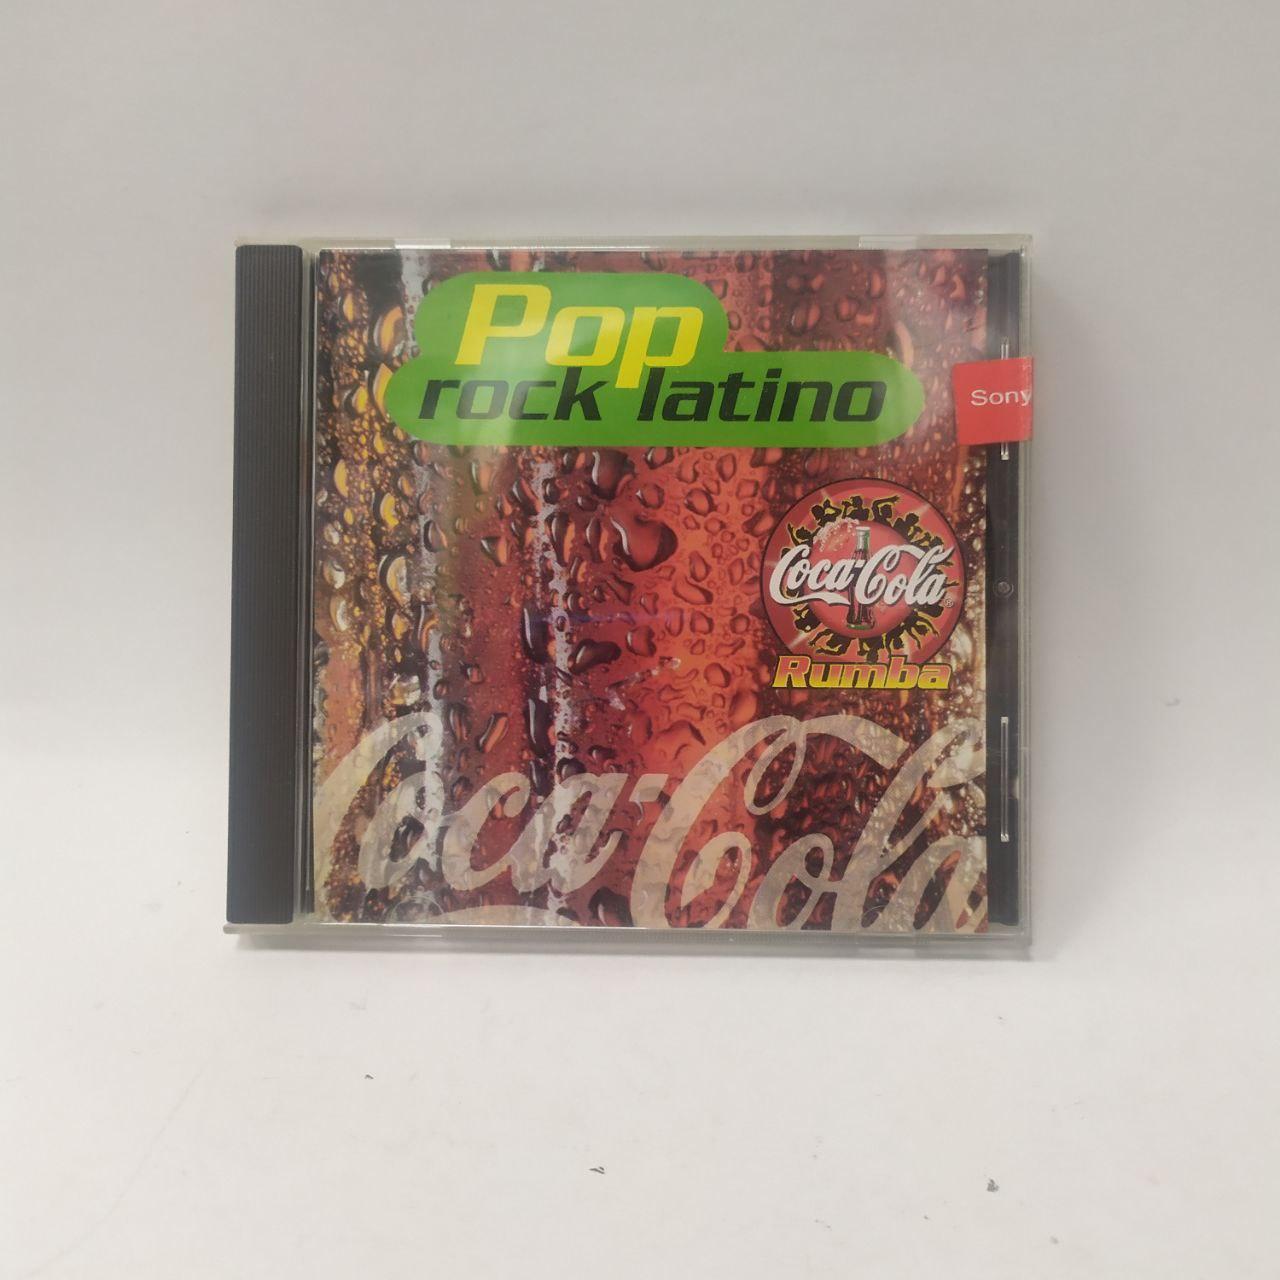 Pop
rock latino
Sony
Coca-Cola
Rumba
Coca-Cola